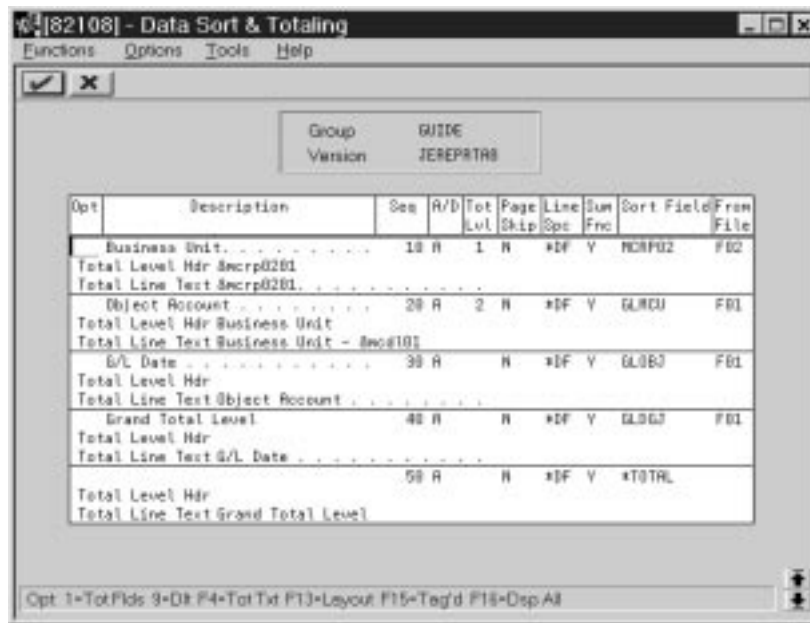 [82108] - Data Sort & Totaling
Functions Options Tools Help
Group GUIDE
Version JEREPRTAB
Opt Description Seq A/D Tot Lvl Page Skip Line Spc Sum Fnc Sort Field From File
Business Unit. . . . . . . . . 10 A 1 N *DF Y MCRP02 F02
Total Level Hdr &mcrp0201
Total Line Text &mcrp0201. . . . . . . . . . . .
Object Account . . . . . . . . 20 A 2 N *DF Y GLMCU F01
Total Level Hdr Business Unit
Total Line Text Business Unit - &mcdl01
G/L Date . . . . . . . . . . . 30 A N *DF Y GLOBJ F01
Total Level Hdr
Total Line Text Object Account . . . . . . . .
Grand Total Level 40 A N *DF Y GLDGJ F01
Total Level Hdr
Total Line Text G/L Date . . . . . . . . . . .
50 A N *DF Y *TOTAL
Total Level Hdr
Total Line Text Grand Total Level
Opt: 1=TotFlds 9=Dlt F4=Tot Txt F13=Layout F15=Tag'd F16=Dsp All